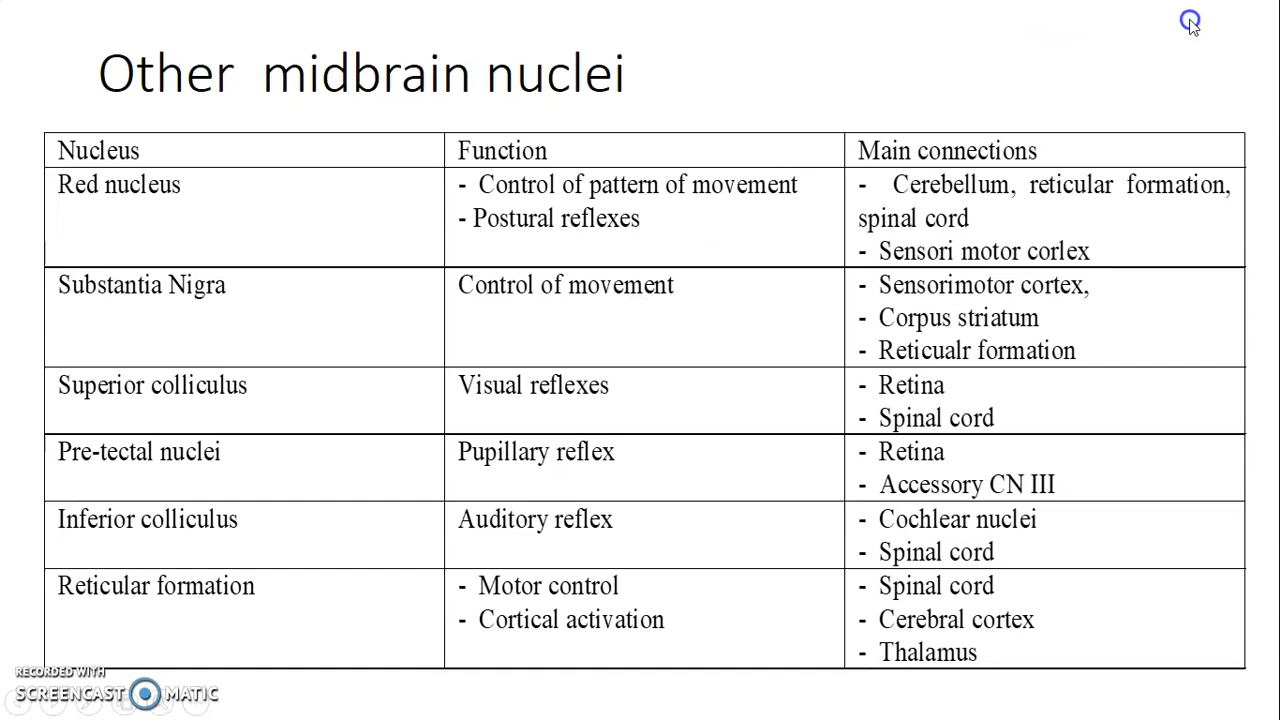 Other midbrain nuclei
Nucleus Function Main connections
Red nucleus - Control of pattern of movement - Cerebellum, reticular formation,
- Postural reflexes spinal cord
- Sensori motor corlex
Substantia Nigra Control of movement - Sensorimotor cortex,
- Corpus striatum
- Reticualr formation
Superior colliculus Visual reflexes - Retina
- Spinal cord
Pre-tectal nuclei Pupillary reflex - Retina
- Accessory CN III
Inferior colliculus Auditory reflex - Cochlear nuclei
- Spinal cord
Reticular formation - Motor control - Spinal cord
- Cortical activation - Cerebral cortex
- Thalamus
RECORDED WITH
SCREENCAST MATIC